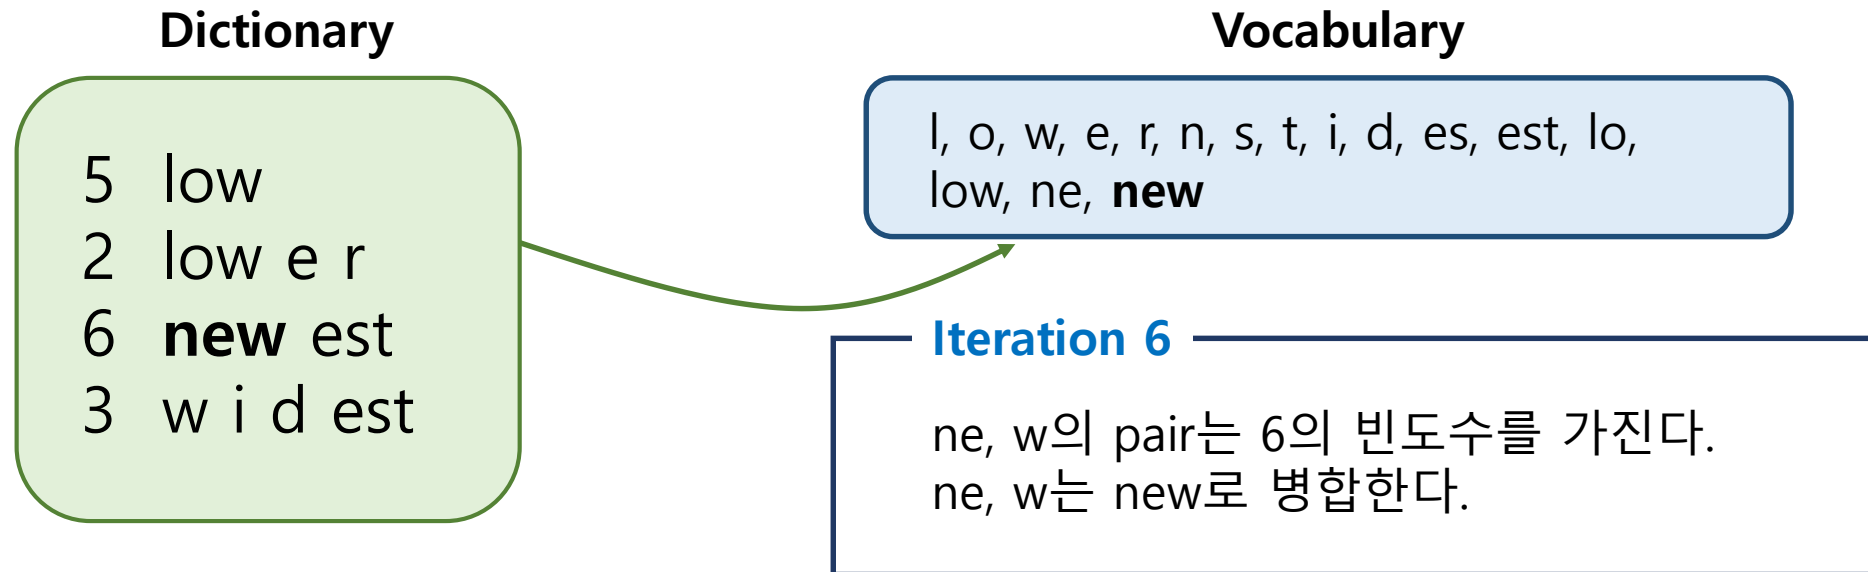 Dictionary
5 low
2 low e r
6 new est
3 w i d est
Vocabulary
l, o, w, e, r, n, s, t, i, d, es, est, lo,
low, ne, new
Iteration 6
ne, w의 pair는 6의 빈도수를 가진다.
ne, w는 new로 병합한다.